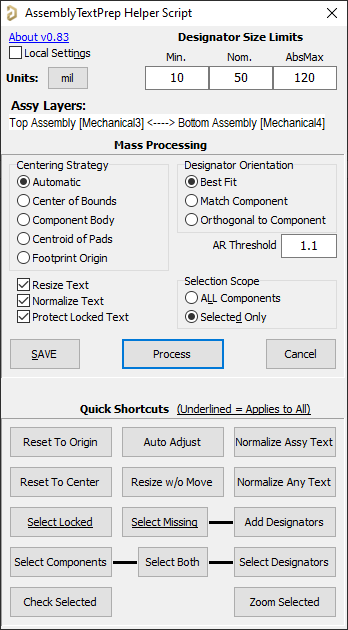 AssemblyTextPrep Helper Script
About v0.83
Local Settings
Designator Size Limits
Min. Nom. AbsMax
Units: mil 10 50 120
Assy Layers:
Top Assembly [Mechanical3] <----> Bottom Assembly [Mechanical4]
Mass Processing
Centering Strategy
Automatic
Center of Bounds
Component Body
Centroid of Pads
Footprint Origin
Designator Orientation
Best Fit
Match Component
Orthogonal to Component
AR Threshold 1.1
Resize Text
Normalize Text
Protect Locked Text
Selection Scope
ALL Components
Selected Only
SAVE Process Cancel
Quick Shortcuts (Underlined = Applies to All)
Reset To Origin Auto Adjust Normalize Assy Text
Reset To Center Resize w/o Move Normalize Any Text
Select Locked Select Missing Add Designators
Select Components Select Both Select Designators
Check Selected Zoom Selected